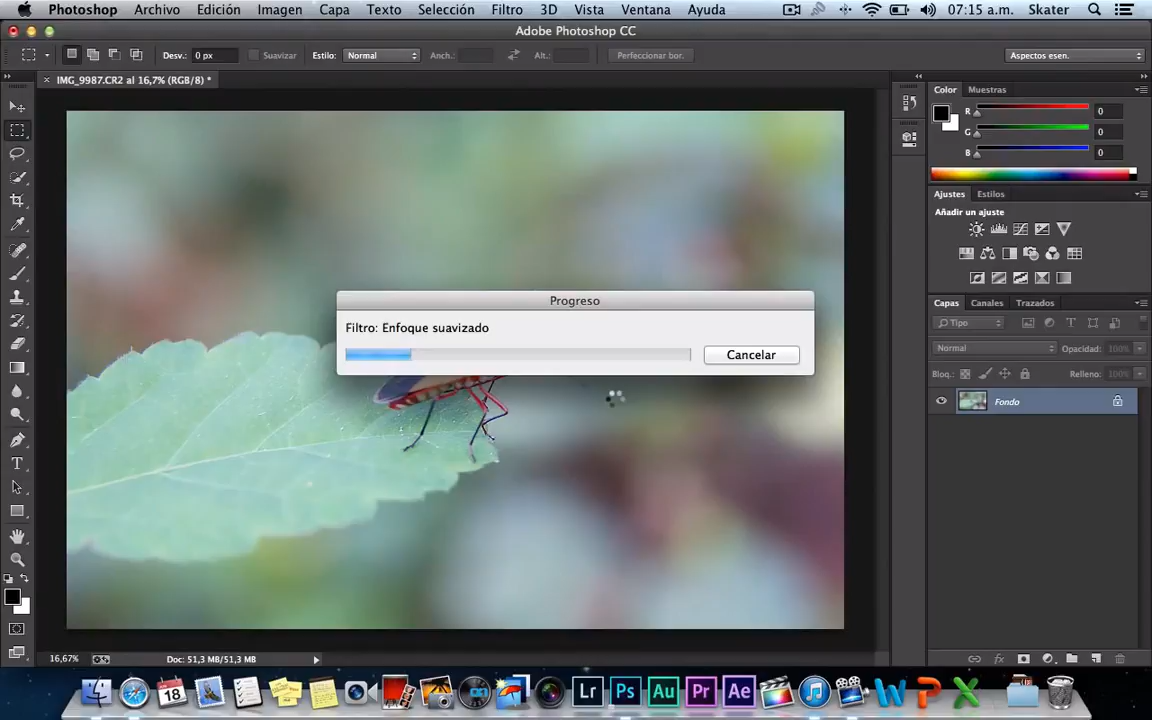 Photoshop Archivo Edición Imagen Capa Texto Selección Filtro 3D Vista Ventana Ayuda 07:15 a.m. Skater
Adobe Photoshop CC
Desv.: 0 px Suavizar Estilo: Normal Anch.: Alt.: Perfeccionar bor. Aspectos esen.
IMG_9987.CR2 al 16,7% (RGB/8) *
Color Muestras
R 0
G 0
B 0
Ajustes Estilos
Añadir un ajuste
Progreso
Filtro: Enfoque suavizado
Cancelar
Capas Canales Trazados
Tipo
Normal Opacidad: 100%
Bloq.: Relleno: 100%
Fondo
16,67% Doc: 51,3 MB/51,3 MB
18 Lr Ps Au Pr Ae W P X